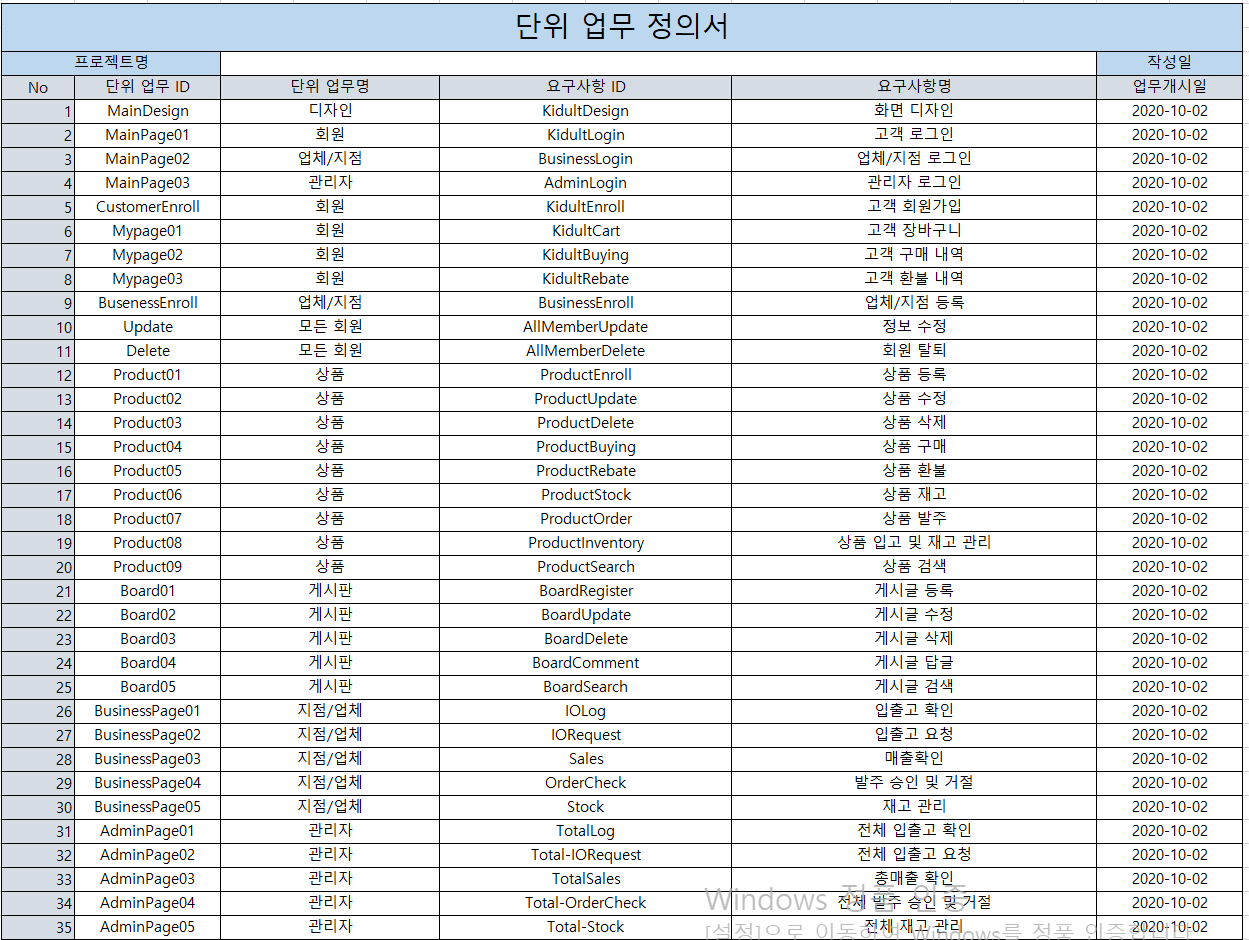 단위 업무 정의서
프로젝트명 작성일
No 단위 업무 ID 단위 업무명 요구사항 ID 요구사항명 업무개시일
1 MainDesign 디자인 KidultDesign 화면 디자인 2020-10-02
2 MainPage01 회원 KidultLogin 고객 로그인 2020-10-02
3 MainPage02 업체/지점 BusinessLogin 업체/지점 로그인 2020-10-02
4 MainPage03 관리자 AdminLogin 관리자 로그인 2020-10-02
5 CustomerEnroll 회원 KidultEnroll 고객 회원가입 2020-10-02
6 Mypage01 회원 KidultCart 고객 장바구니 2020-10-02
7 Mypage02 회원 KidultBuying 고객 구매 내역 2020-10-02
8 Mypage03 회원 KidultRebate 고객 환불 내역 2020-10-02
9 BusenessEnroll 업체/지점 BusinessEnroll 업체/지점 등록 2020-10-02
10 Update 모든 회원 AllMemberUpdate 정보 수정 2020-10-02
11 Delete 모든 회원 AllMemberDelete 회원 탈퇴 2020-10-02
12 Product01 상품 ProductEnroll 상품 등록 2020-10-02
13 Product02 상품 ProductUpdate 상품 수정 2020-10-02
14 Product03 상품 ProductDelete 상품 삭제 2020-10-02
15 Product04 상품 ProductBuying 상품 구매 2020-10-02
16 Product05 상품 ProductRebate 상품 환불 2020-10-02
17 Product06 상품 ProductStock 상품 재고 2020-10-02
18 Product07 상품 ProductOrder 상품 발주 2020-10-02
19 Product08 상품 ProductInventory 상품 입고 및 재고 관리 2020-10-02
20 Product09 상품 ProductSearch 상품 검색 2020-10-02
21 Board01 게시판 BoardRegister 게시글 등록 2020-10-02
22 Board02 게시판 BoardUpdate 게시글 수정 2020-10-02
23 Board03 게시판 BoardDelete 게시글 삭제 2020-10-02
24 Board04 게시판 BoardComment 게시글 답글 2020-10-02
25 Board05 게시판 BoardSearch 게시글 검색 2020-10-02
26 BusinessPage01 지점/업체 IOLog 입출고 확인 2020-10-02
27 BusinessPage02 지점/업체 IORequest 입출고 요청 2020-10-02
28 BusinessPage03 지점/업체 Sales 매출확인 2020-10-02
29 BusinessPage04 지점/업체 OrderCheck 발주 승인 및 거절 2020-10-02
30 BusinessPage05 지점/업체 Stock 재고 관리 2020-10-02
31 AdminPage01 관리자 TotalLog 전체 입출고 확인 2020-10-02
32 AdminPage02 관리자 Total-IORequest 전체 입출고 요청 2020-10-02
33 AdminPage03 관리자 TotalSales 총매출 확인 2020-10-02
34 AdminPage04 관리자 Total-OrderCheck 전체 발주 승인 및 거절 2020-10-02
35 AdminPage05 관리자 Total-Stock 전체 재고 관리 2020-10-02
Windows 정품 인증
[설정]으로 이동하여 Windows를 정품 인증합니다